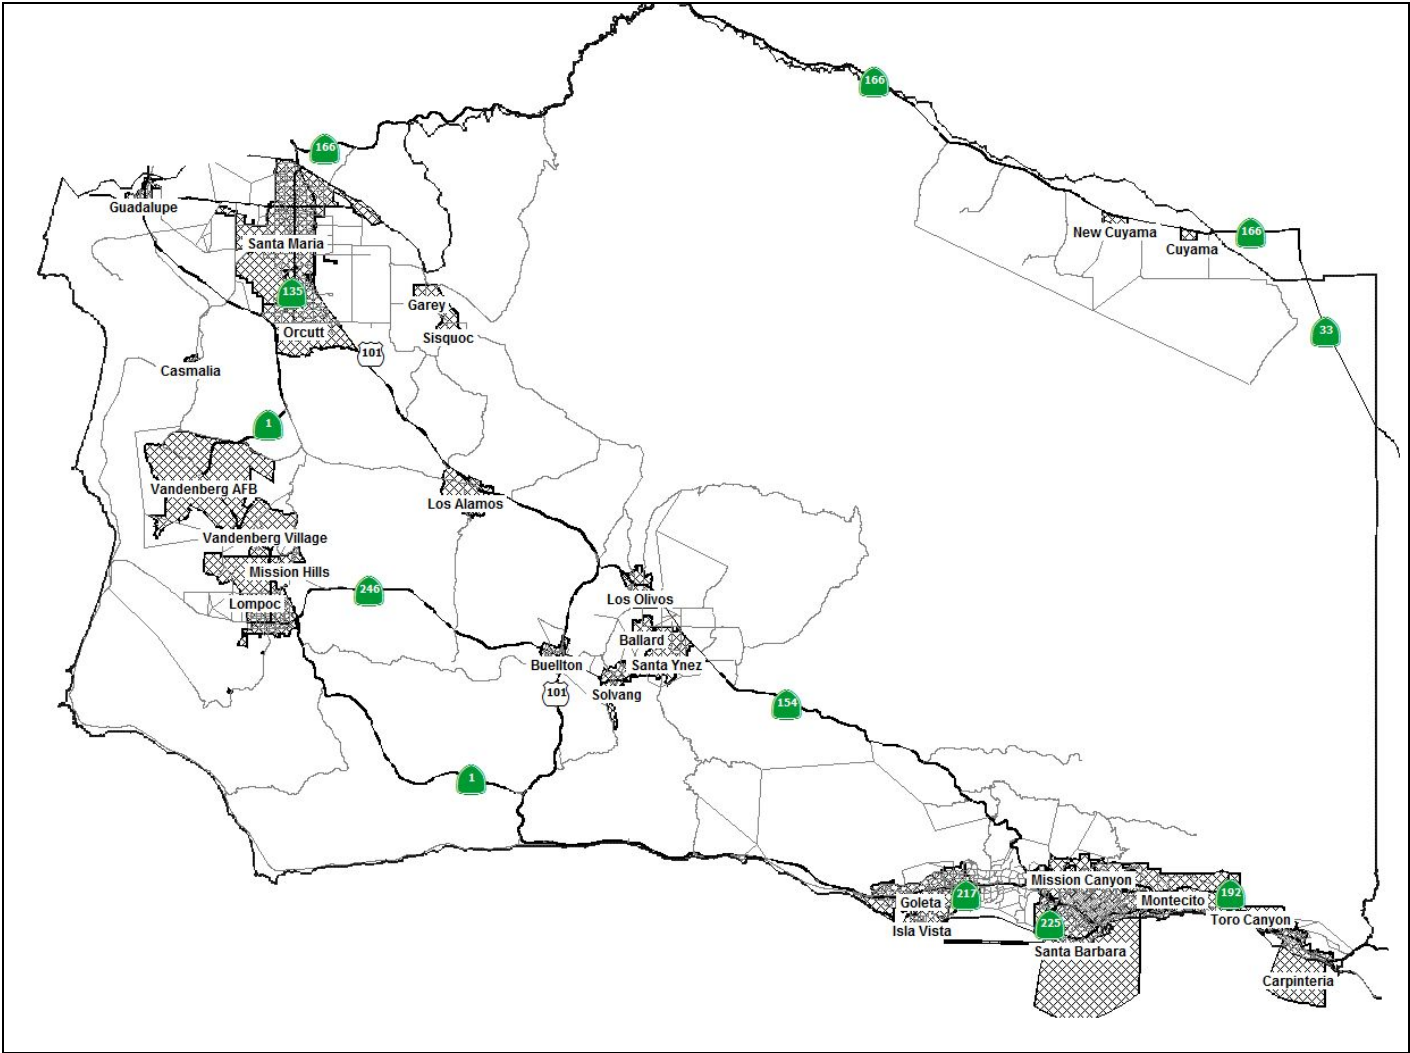 166
166
Guadalupe
New Cuyama
166
Santa Maria
Cuyama
135
Garey
Orcutt
Sisquoc
33
101
Casmalia
1
Vandenberg AFB
Los Alamos
Vandenberg Village
Mission Hills
246
Los Olivos
Lompoc
Ballard
Buellton
Santa Ynez
101
Solvang
154
1
Mission Canyon
217
192
Goleta
Montecito
Toro Canyon
225
Isla Vista
Santa Barbara
Carpinteria